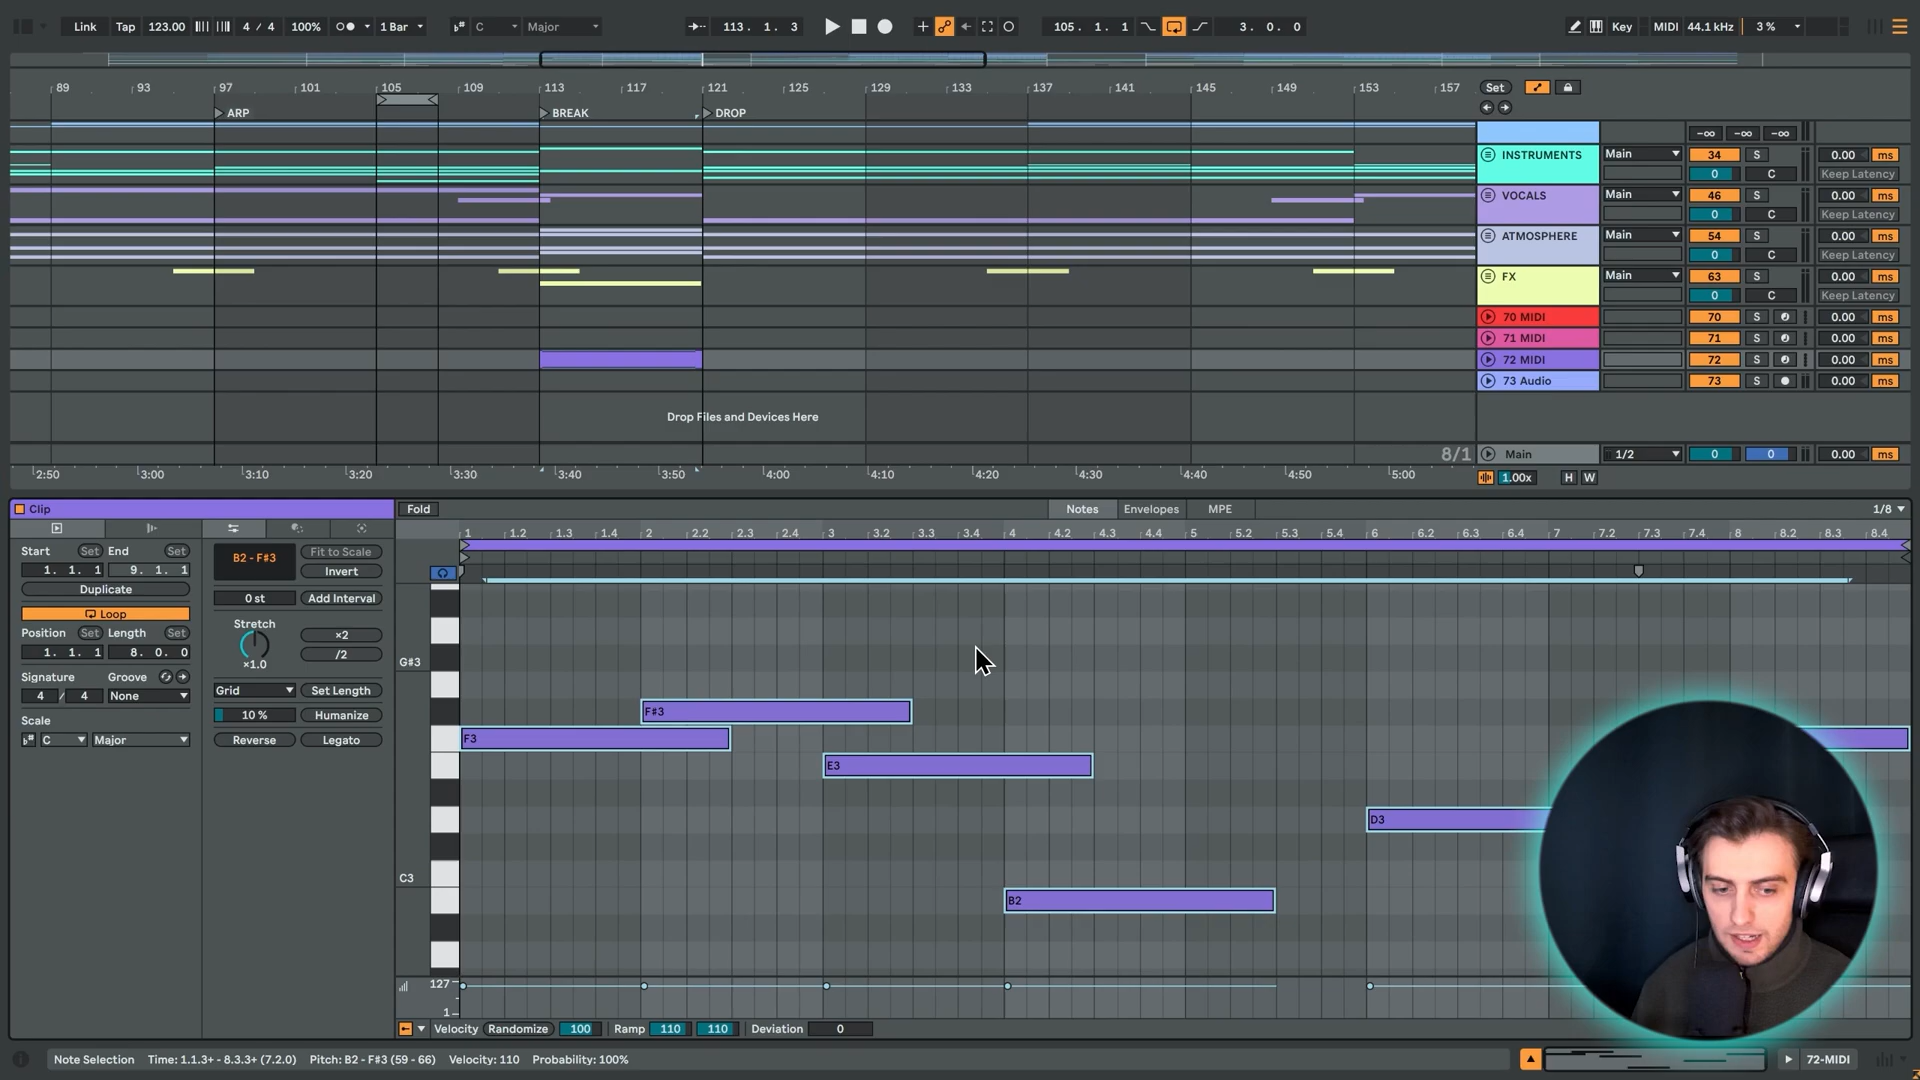 Link Tap 123.00 4 / 4 100% 1 Bar C Major 113. 1. 3 105. 1. 1 3. 0. 0 Key MIDI 44.1 kHz 3 %
89 93 97 101 105 109 113 117 121 125 129 133 137 141 145 149 153 157 Set
ARP BREAK DROP
-∞ -∞ -∞
INSTRUMENTS Main 34 S 0.00 ms
0 C Keep Latency
VOCALS Main 46 S 0.00 ms
0 C Keep Latency
ATMOSPHERE Main 54 S 0.00 ms
0 C Keep Latency
FX Main 63 S 0.00 ms
0 C Keep Latency
70 MIDI 70 S 0.00 ms
71 MIDI 71 S 0.00 ms
72 MIDI 72 S 0.00 ms
73 Audio 73 S 0.00 ms
Drop Files and Devices Here
8/1 Main 1/2 0 0 0.00 ms
2:50 3:00 3:10 3:20 3:30 3:40 3:50 4:00 4:10 4:20 4:30 4:40 4:50 5:00 1.00x H W
Clip Fold Notes Envelopes MPE 1/8
1 1.2 1.3 1.4 2 2.2 2.3 2.4 3 3.2 3.3 3.4 4 4.2 4.3 4.4 5 5.2 5.3 5.4 6 6.2 6.3 6.4 7 7.2 7.3 7.4 8 8.2 8.3 8.4
Start Set End Set B2 - F#3 Fit to Scale
1. 1. 1 9. 1. 1 Invert
Duplicate 0 st Add Interval
Loop Stretch ×2
Position Set Length Set /2
1. 1. 1 8. 0. 0 ×1.0
Signature Groove Grid Set Length
4 / 4 None 10 % Humanize
Scale Reverse Legato
C Major
G#3
F#3
F3
E3
D3
C3
B2
127
1
Velocity Randomize 100 Ramp 110 110 Deviation 0
Note Selection Time: 1.1.3+ - 8.3.3+ (7.2.0) Pitch: B2 - F#3 (59 - 66) Velocity: 110 Probability: 100% 72-MIDI